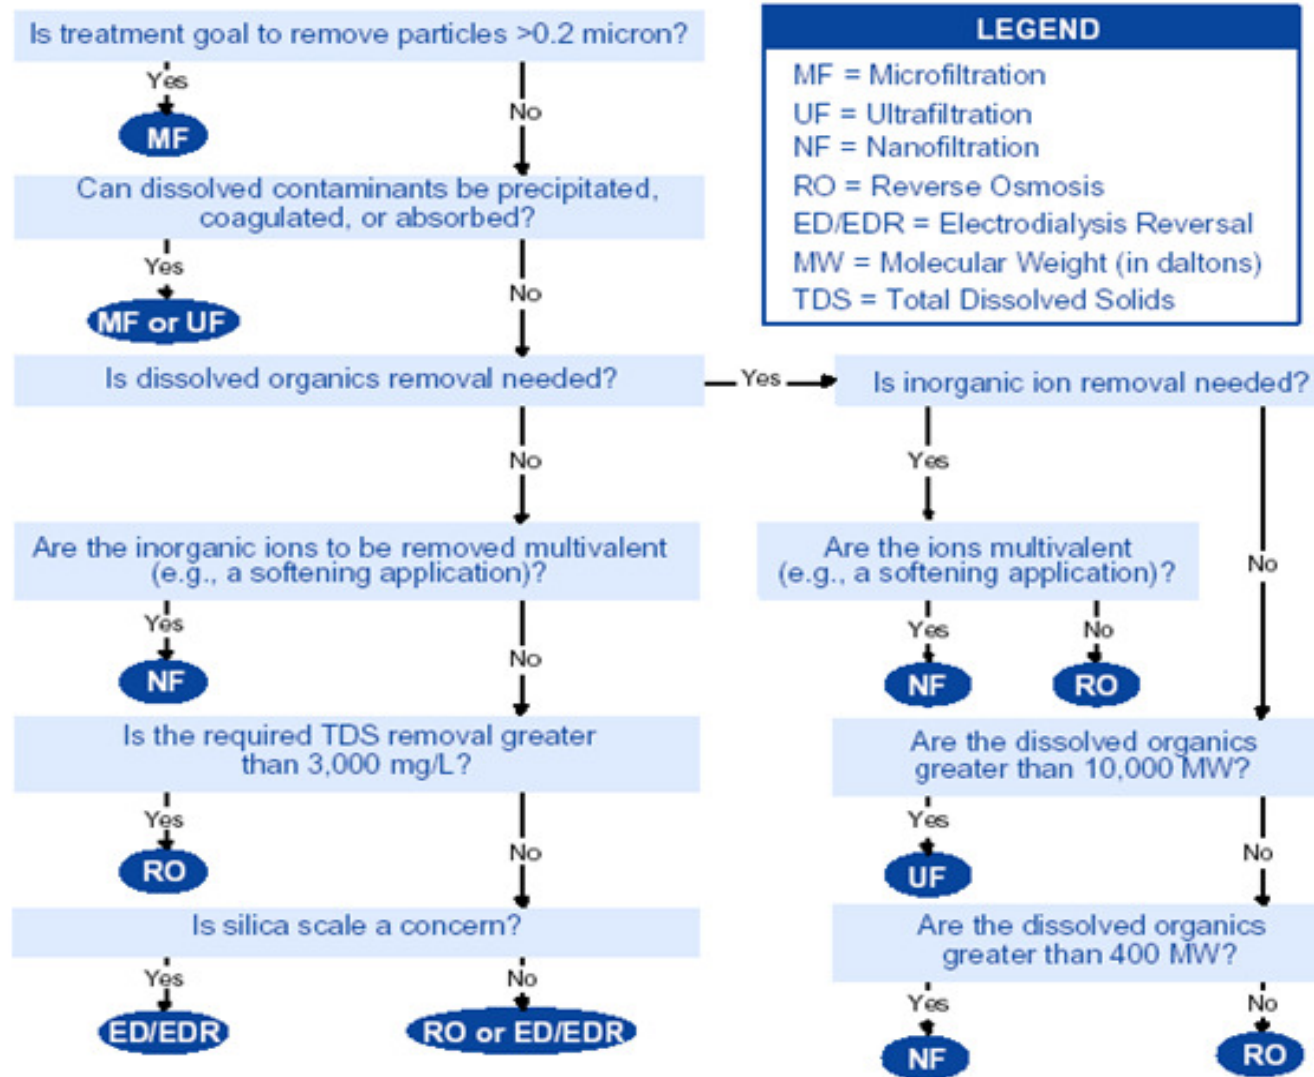 Is treatment goal to remove particles >0.2 micron?
Yes
No
MF
Can dissolved contaminants be precipitated,
coagulated, or absorbed?
Yes
No
MF or UF
Is dissolved organics removal needed?
Yes
No
Are the inorganic ions to be removed multivalent
(e.g., a softening application)?
Yes
No
NF
Is the required TDS removal greater
than 3,000 mg/L?
Yes
No
RO
Is silica scale a concern?
Yes
No
ED/EDR
RO or ED/EDR
LEGEND
MF = Microfiltration
UF = Ultrafiltration
NF = Nanofiltration
RO = Reverse Osmosis
ED/EDR = Electrodialysis Reversal
MW = Molecular Weight (in daltons)
TDS = Total Dissolved Solids
Is inorganic ion removal needed?
Yes
No
Are the ions multivalent
(e.g., a softening application)?
Yes
No
NF
RO
Are the dissolved organics
greater than 10,000 MW?
Yes
No
UF
Are the dissolved organics
greater than 400 MW?
Yes
No
NF
RO